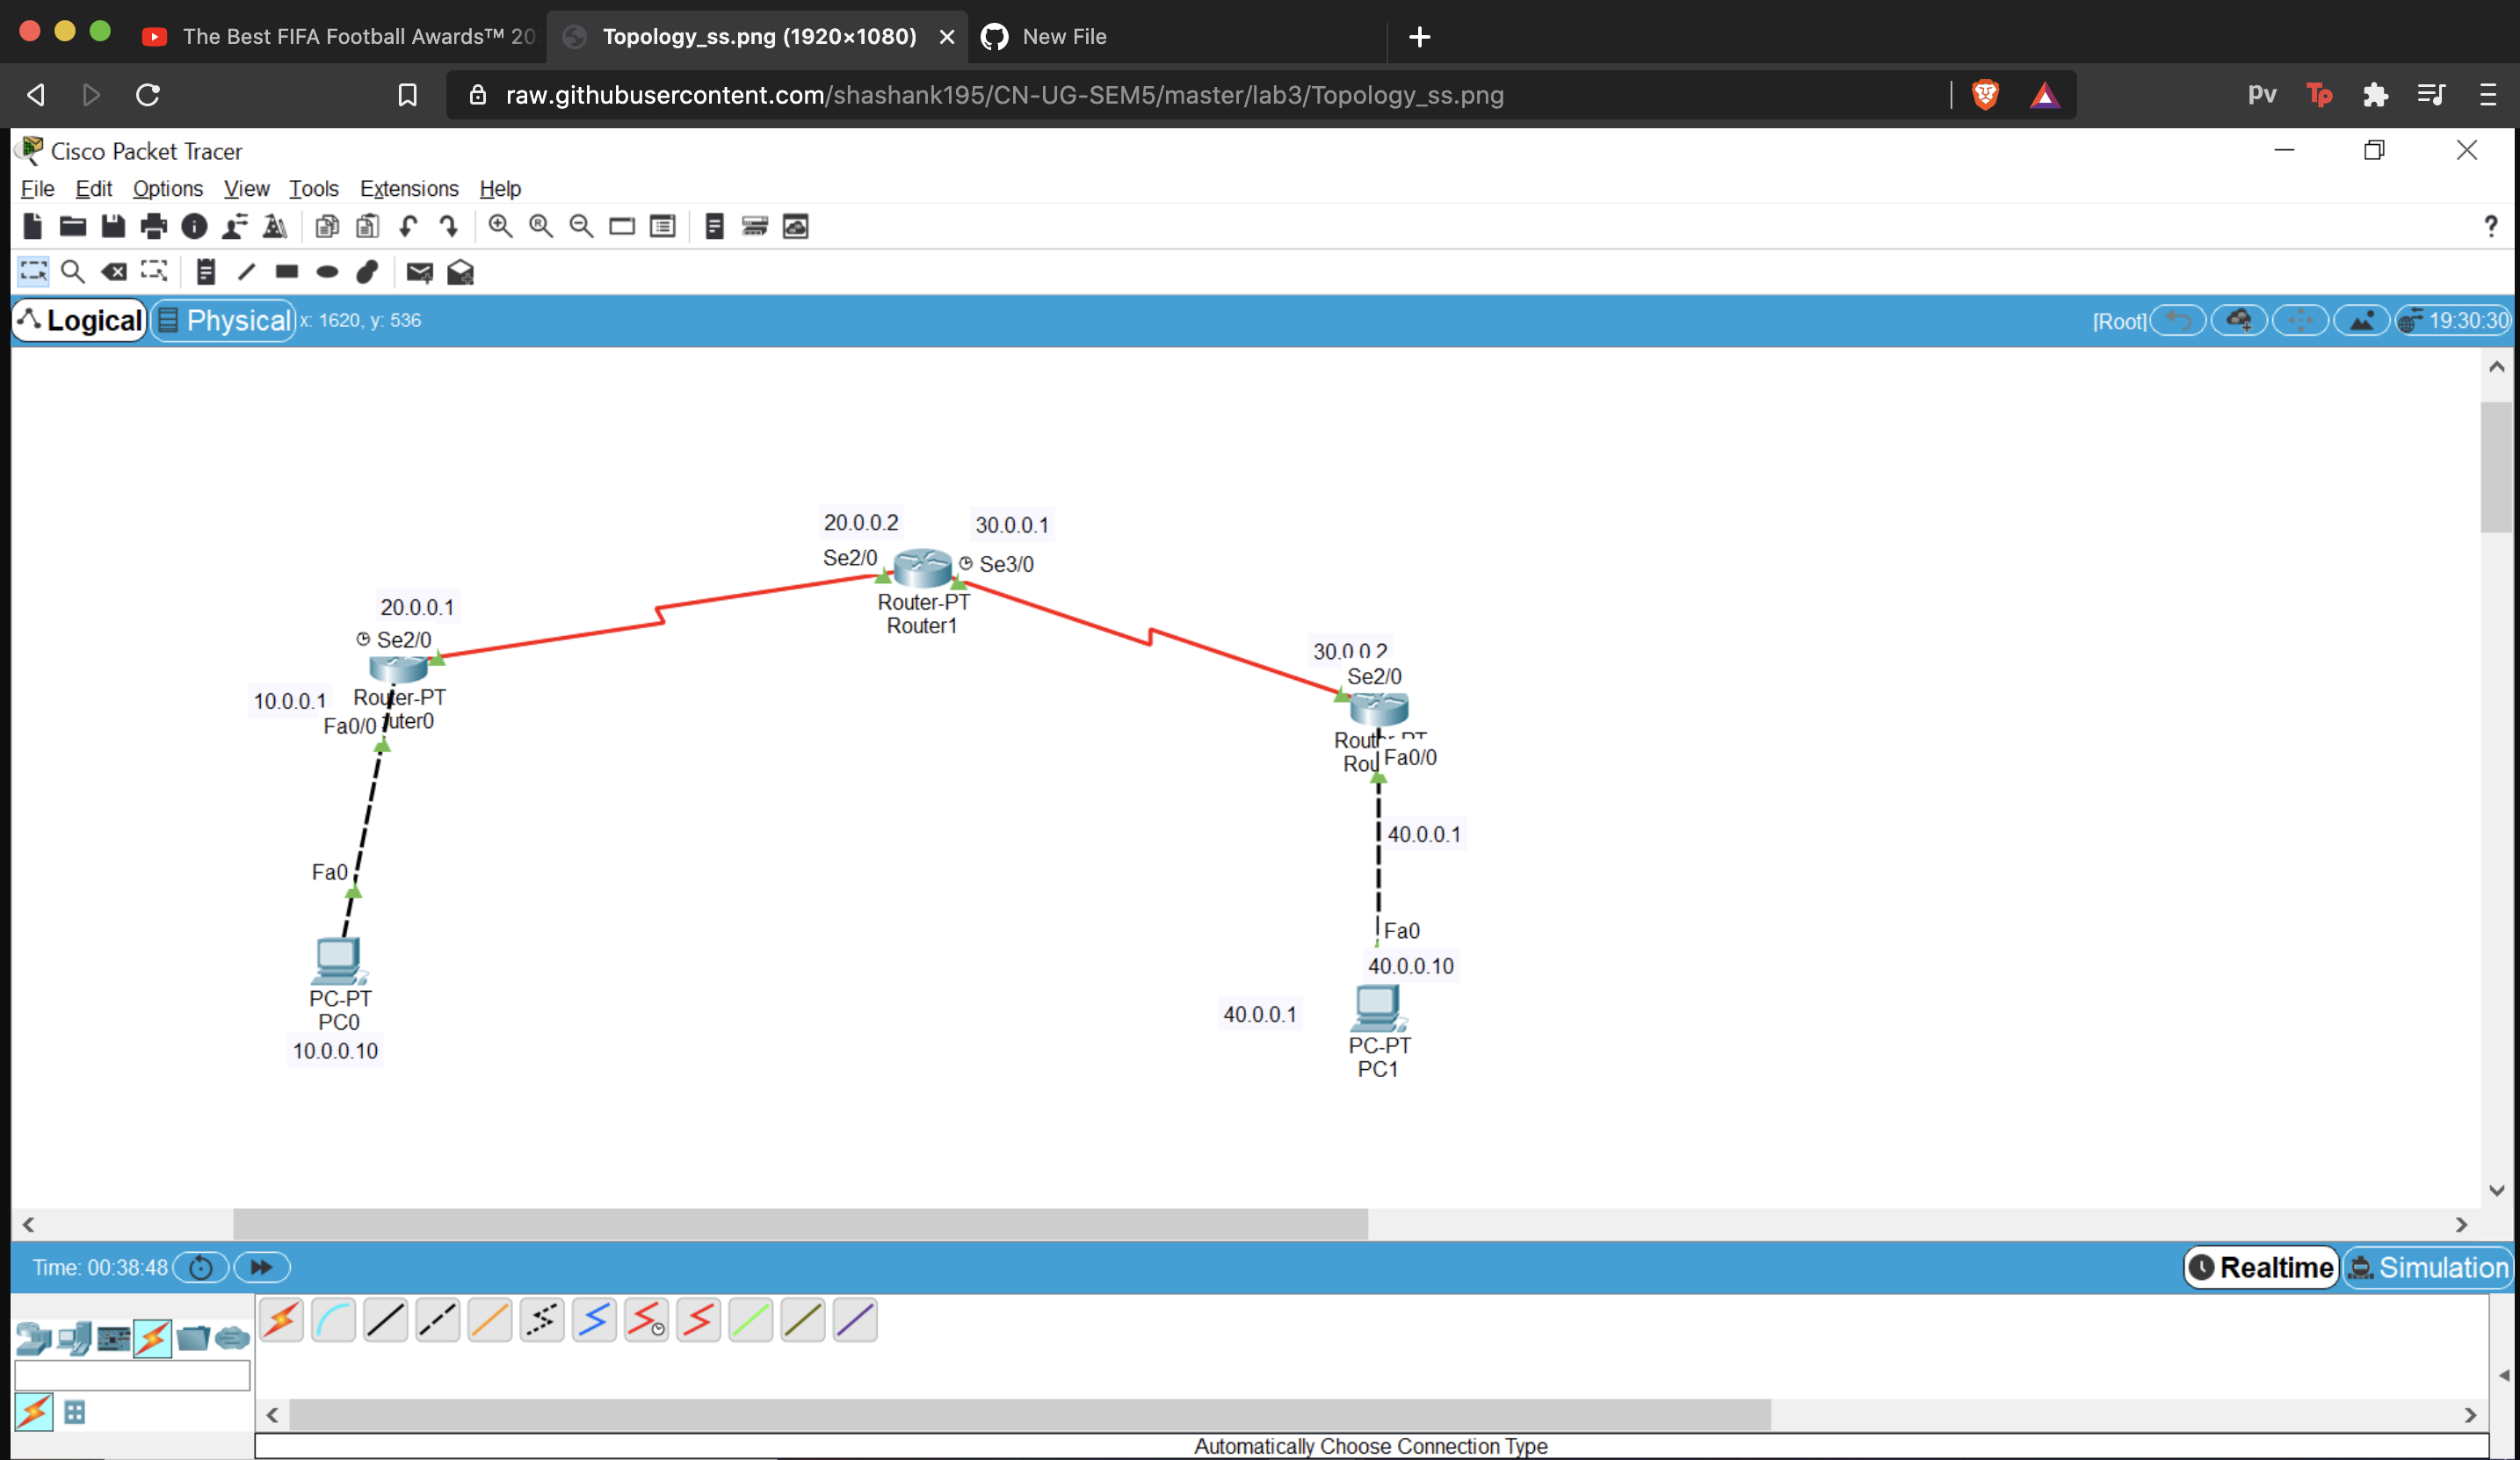 The Best FIFA Football Awards™ 20
Topology_ss.png (1920×1080)
New File
raw.githubusercontent.com/shashank195/CN-UG-SEM5/master/lab3/Topology_ss.png
pv
Tp
Cisco Packet Tracer
File Edit Options View Tools Extensions Help
?
Logical
Physical
x: 1620, y: 536
[Root]
19:30:30
20.0.0.2
30.0.0.1
Se2/0
Se3/0
Router-PT
Router1
20.0.0.1
Se2/0
10.0.0.1
Router-PT
uter0
Fa0/0
30.0.0.2
Se2/0
Router-PT
Rou
Fa0/0
40.0.0.1
Fa0
Fa0
40.0.0.10
40.0.0.1
PC-PT
PC0
10.0.0.10
PC-PT
PC1
Time: 00:38:48
Realtime
Simulation
Automatically Choose Connection Type